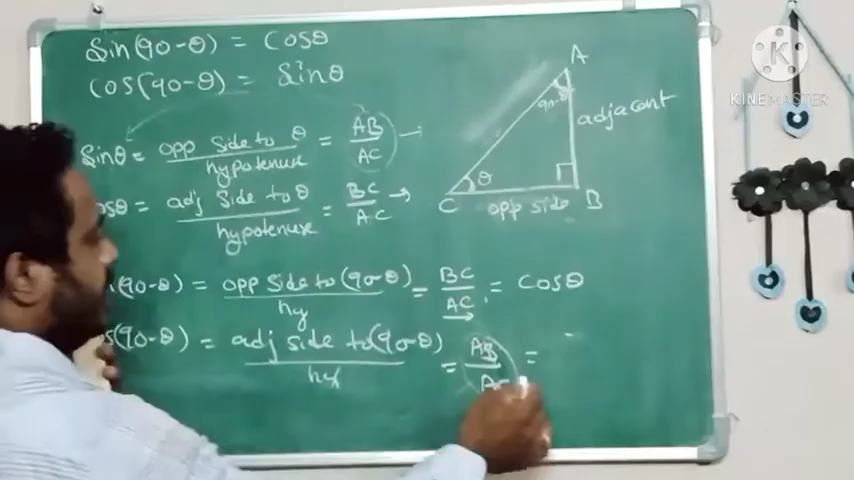 Sin(90-θ) = Cosθ
Cos(90-θ) = Sinθ
Sinθ = opp side to θ / hypotenuse = AB / AC
osθ = adj side to θ / hypotenuse = BC / AC →
(90-θ) = opp side to (90-θ) / hy = BC / AC = Cosθ
s(90-θ) = adj side to (90-θ) / hy = AB / AC =
A
90-θ
adjacent
θ
C
opp side
B
K
KINEMASTER